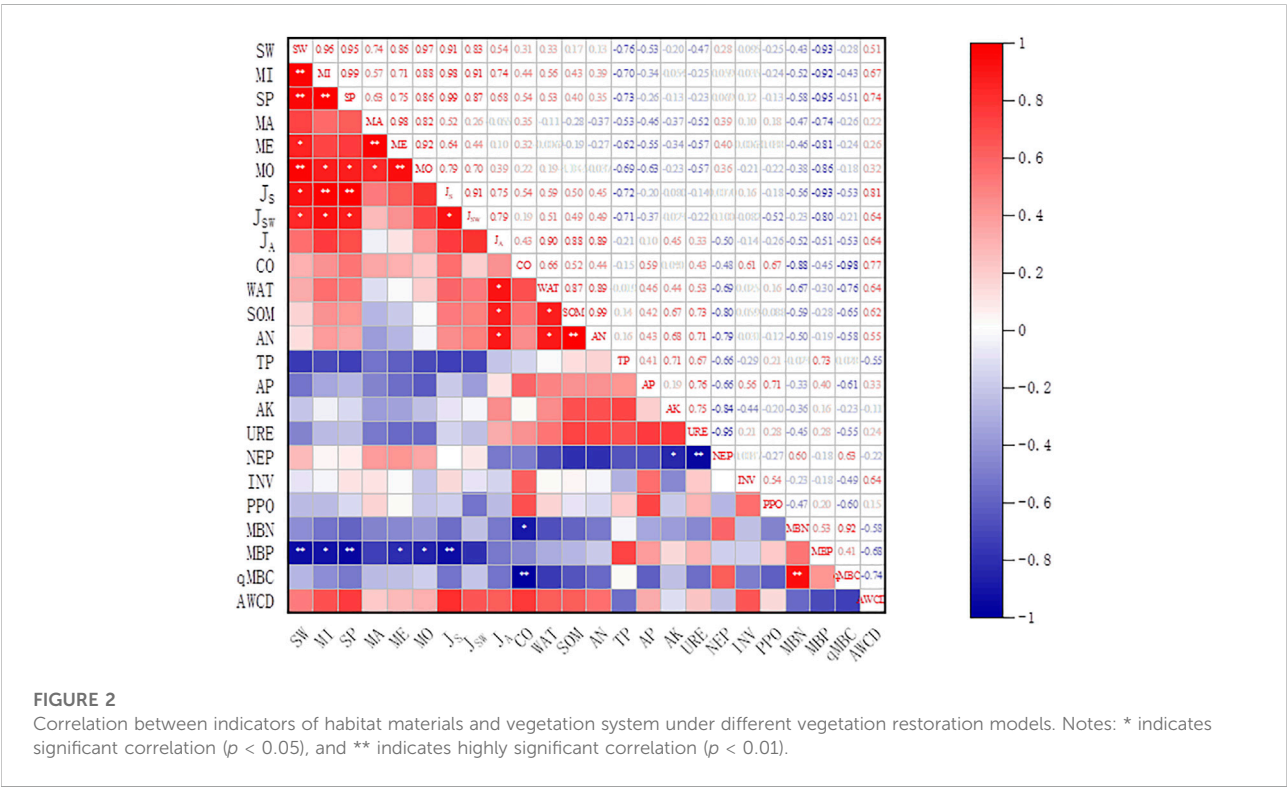 SW SW 0.96 0.95 0.74 0.86 0.97 0.91 0.83 0.54 0.31 0.33 0.17 0.13 -0.76 -0.53 -0.20 -0.47 0.28 -0.25 -0.43 -0.93 -0.28 0.51
MI ** MI 0.99 0.57 0.71 0.88 0.98 0.91 0.74 0.44 0.56 0.43 0.39 -0.70 -0.34 -0.25 -0.24 -0.52 -0.92 -0.43 0.67
SP ** ** SP 0.63 0.75 0.86 0.99 0.87 0.68 0.54 0.53 0.40 0.35 -0.73 -0.26 -0.13 -0.23 0.12 -0.13 -0.58 -0.95 -0.51 0.74
MA MA 0.98 0.82 0.52 0.26 0.35 -0.11 -0.28 -0.37 -0.53 -0.46 -0.37 -0.52 0.39 0.10 0.18 -0.47 -0.74 -0.26 0.22
ME * ** ME 0.92 0.64 0.44 0.10 0.32 -0.19 -0.27 -0.62 -0.55 -0.34 -0.57 0.40 -0.46 -0.81 -0.24 0.26
MO ** * * * ** MO 0.79 0.70 0.39 0.22 0.19 -0.69 -0.63 -0.23 -0.57 0.36 -0.21 -0.22 -0.38 -0.86 -0.18 0.32
JS * ** ** JS 0.91 0.75 0.54 0.59 0.50 0.45 -0.72 -0.20 -0.14 0.16 -0.18 -0.56 -0.93 -0.53 0.81
JSW * * * * JSW 0.79 0.19 0.51 0.49 0.49 -0.71 -0.37 -0.22 -0.52 -0.23 -0.80 -0.21 0.64
JA JA 0.43 0.90 0.88 0.89 -0.21 0.10 0.45 0.33 -0.50 -0.14 -0.26 -0.52 -0.51 -0.53 0.64
CO CO 0.66 0.52 0.44 -0.15 0.59 0.43 -0.48 0.61 0.67 -0.88 -0.45 -0.98 0.77
WAT * WAT 0.87 0.89 0.46 0.44 0.53 -0.69 0.16 -0.67 -0.30 -0.76 0.64
SOM * * SOM 0.99 0.14 0.42 0.67 0.73 -0.80 -0.59 -0.28 -0.65 0.62
AN * * ** AN 0.16 0.43 0.68 0.71 -0.79 -0.12 -0.50 -0.19 -0.58 0.55
TP TP 0.41 0.71 0.67 -0.66 -0.29 0.21 0.73 -0.55
AP AP 0.19 0.76 -0.66 0.56 0.71 -0.33 0.40 -0.61 0.33
AK AK 0.75 -0.84 -0.44 -0.20 -0.36 0.16 -0.23 -0.11
URE URE -0.95 0.21 0.28 -0.45 0.28 -0.55 0.24
NEP * ** NEP -0.27 0.60 -0.18 0.63 -0.22
INV INV 0.54 -0.23 -0.18 -0.49 0.64
PPO PPO -0.47 0.20 -0.60 0.15
MBN * MBN 0.53 0.92 -0.58
MBP ** * ** * * ** MBP 0.41 -0.68
qMBC ** ** qMBC -0.74
AWCD AWCD
SW MI SP MA ME MO JS JSW JA CO WAT SOM AN TP AP AK URE NEP INV PPO MBN MBP qMBC AWCD
1
0.8
0.6
0.4
0.2
0
-0.2
-0.4
-0.6
-0.8
-1
FIGURE 2
Correlation between indicators of habitat materials and vegetation system under different vegetation restoration models. Notes: * indicates
significant correlation (p < 0.05), and ** indicates highly significant correlation (p < 0.01).